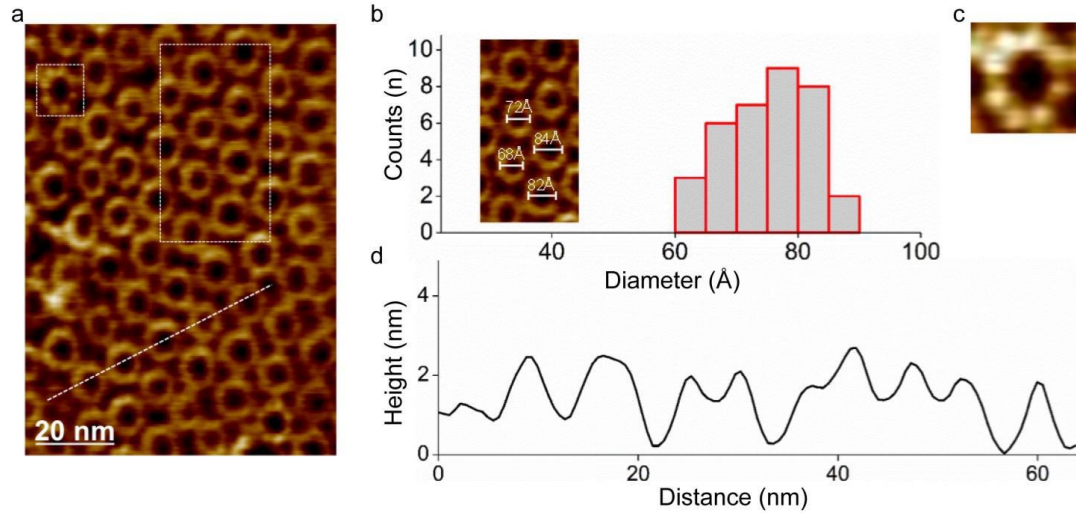 a
20 nm
b
Counts (n)
10
8
6
4
2
0
72Å
84Å
68Å
82Å
40
60
80
100
Diameter (Å)
c
d
Height (nm)
4
2
0
0
20
40
60
Distance (nm)